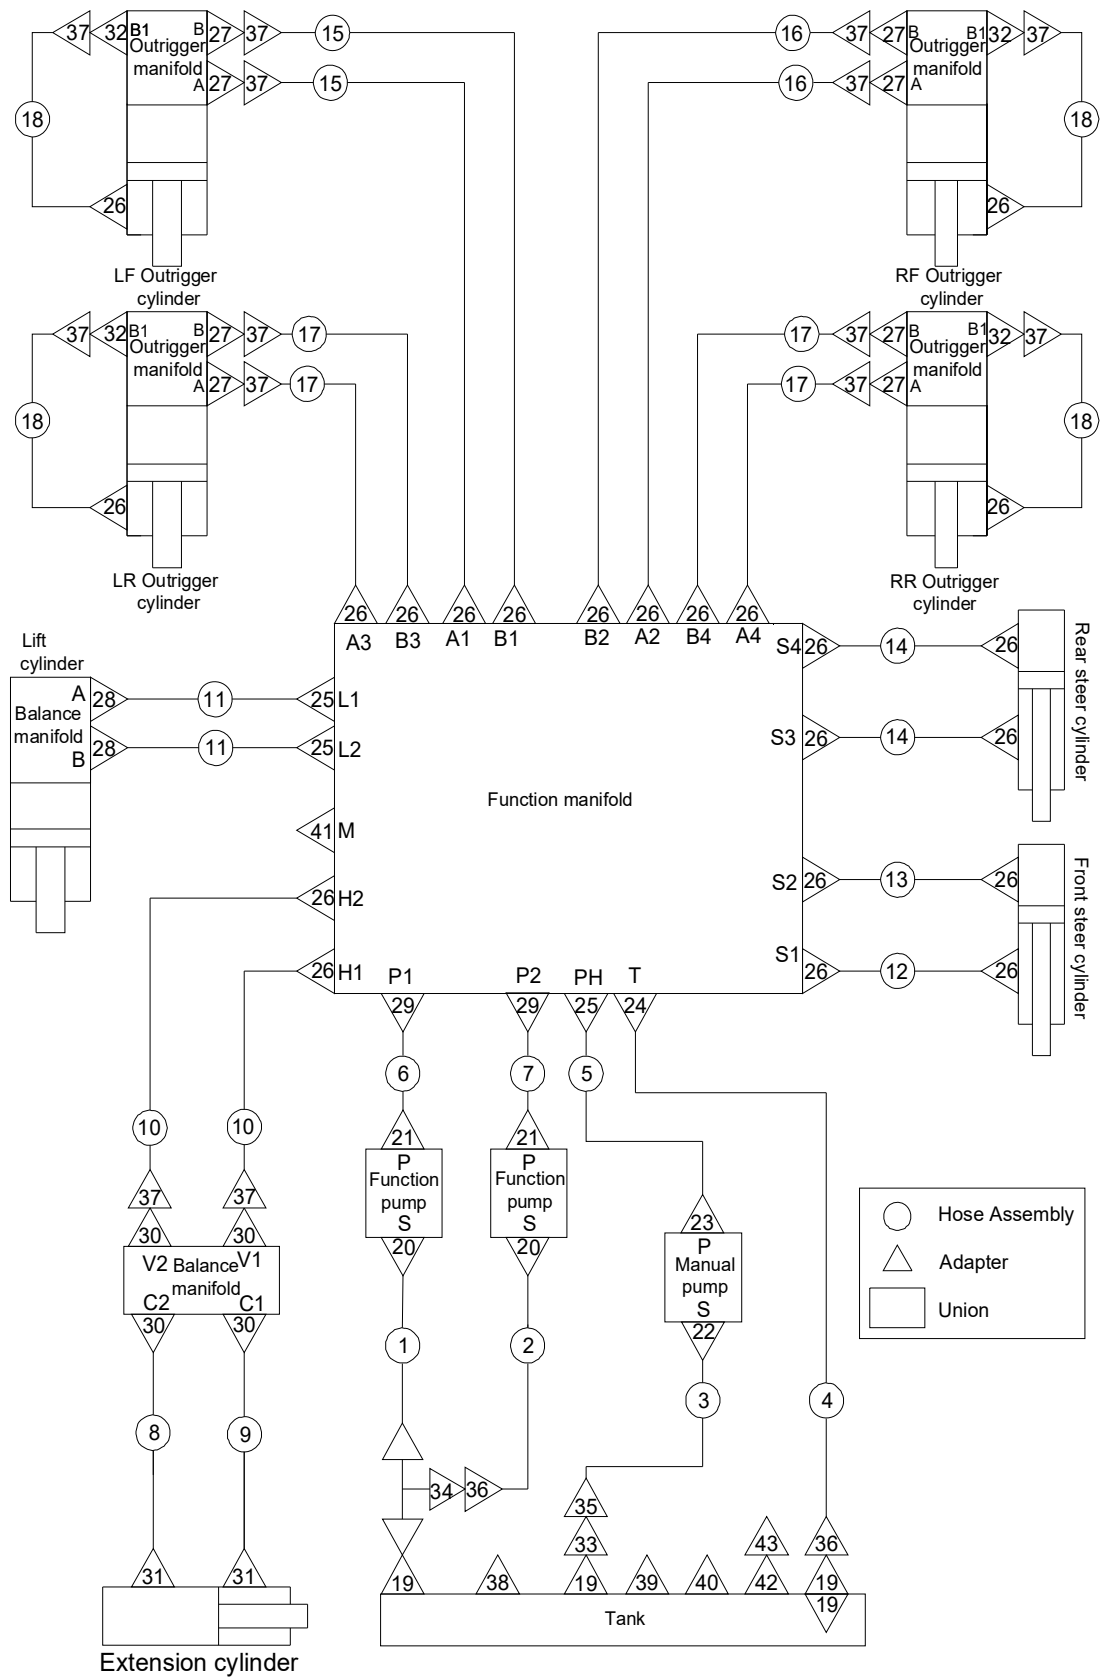 37 32 B1 B 27 37 15
Outrigger
manifold
A 27 37 15
18
26
LF Outrigger
cylinder
16 37 27 B B1 32 37
Outrigger
manifold
16 37 27 A
18
26
RF Outrigger
cylinder
37 32 B1 B 27 37 17
Outrigger
manifold
A 27 37 17
18
26
LR Outrigger
cylinder
17 37 27 B B1 32 37
Outrigger
manifold
17 37 27 A
18
26
RR Outrigger
cylinder
26 26 26 26 26 26 26 26
A3 B3 A1 B1 B2 A2 B4 A4
Lift
cylinder
A 28 11 25 L1
Balance
manifold
B 28 11 25 L2
41 M
26 H2
26 H1
Function manifold
S4 26 14 26
S3 26 14 26
Rear steer cylinder
S2 26 13 26
S1 26 12 26
Front steer cylinder
P1 P2 PH T
29 29 25 24
6 7 5
10 10
37 37
30 30
V2 V1
Balance
manifold
C2 C1
30 30
8 9
31 31
Extension cylinder
21
P
Function
pump
S
20
1
21
P
Function
pump
S
20
2
23
P
Manual
pump
S
22
3
4
34 36
35
33
43
36
19 38 19 39 40 42 19
19
Tank
Hose Assembly
Adapter
Union